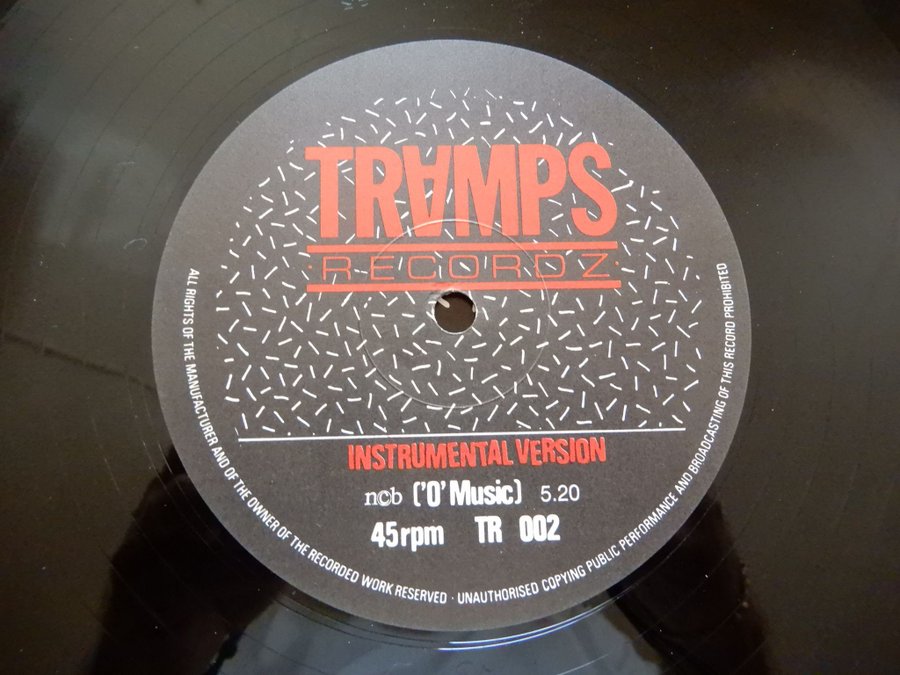 TRAMPS
·RECORDZ·
INSTRUMENTAL VERSION
n©b ('O' Music) 5.20
45rpm TR 002
ALL RIGHTS OF THE MANUFACTURER AND OF THE OWNER OF THE RECORDED WORK RESERVED · UNAUTHORISED COPYING PUBLIC PERFORMANCE AND BROADCASTING OF THIS RECORD PROHIBITED